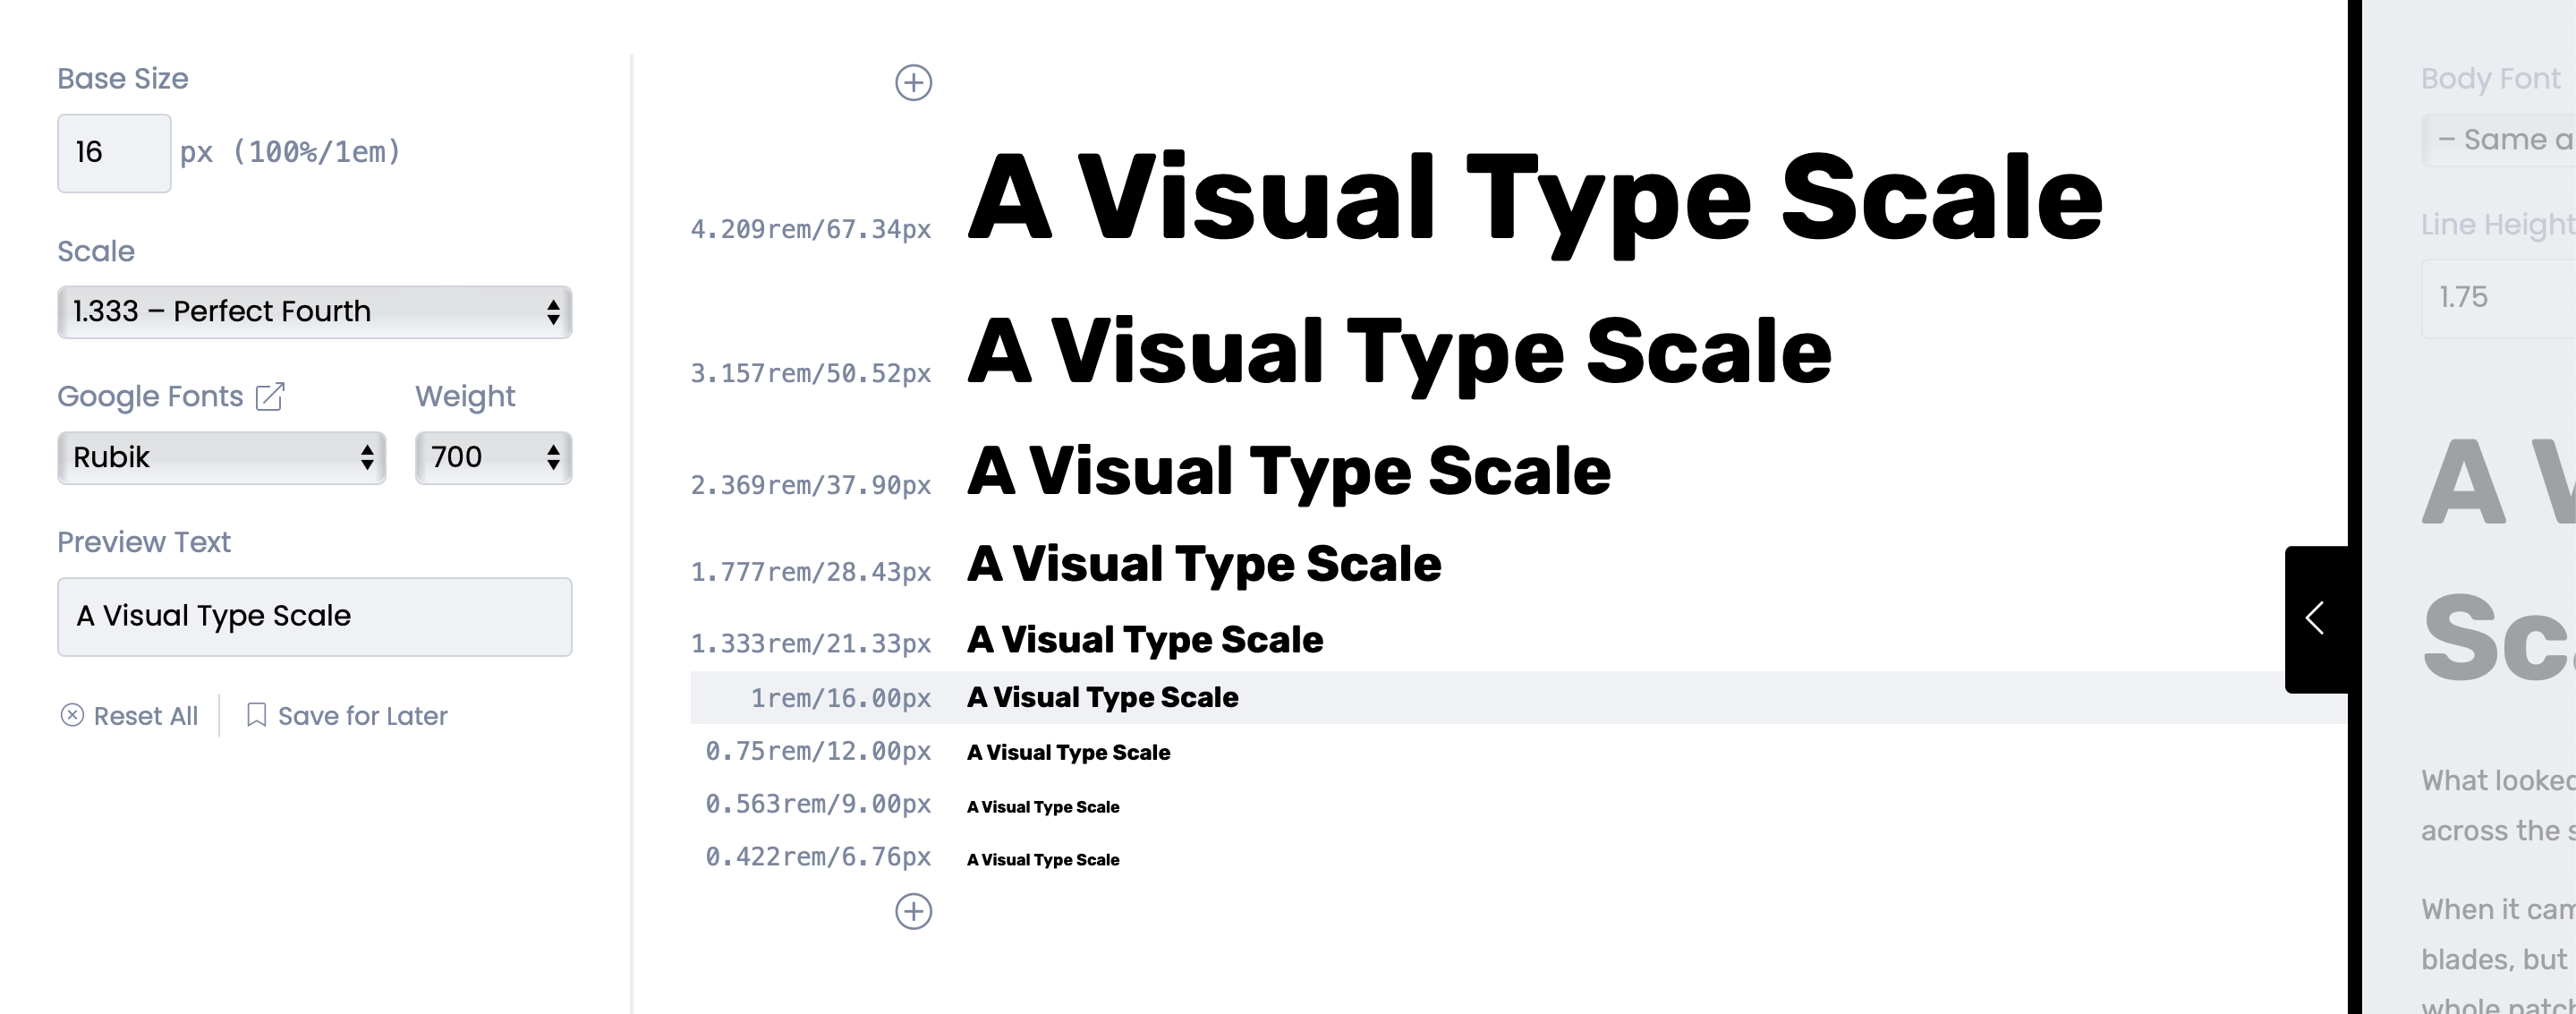 Base Size
16 px (100%/1em)
Scale
1.333 – Perfect Fourth
Google Fonts Weight
Rubik 700
Preview Text
A Visual Type Scale
Reset All Save for Later
4.209rem/67.34px A Visual Type Scale
3.157rem/50.52px A Visual Type Scale
2.369rem/37.90px A Visual Type Scale
1.777rem/28.43px A Visual Type Scale
1.333rem/21.33px A Visual Type Scale
1rem/16.00px A Visual Type Scale
0.75rem/12.00px A Visual Type Scale
0.563rem/9.00px A Visual Type Scale
0.422rem/6.76px A Visual Type Scale
Body Font
– Same a
Line Height
1.75
A V
Sca
What looked
across the s
When it cam
blades, but
whole patch